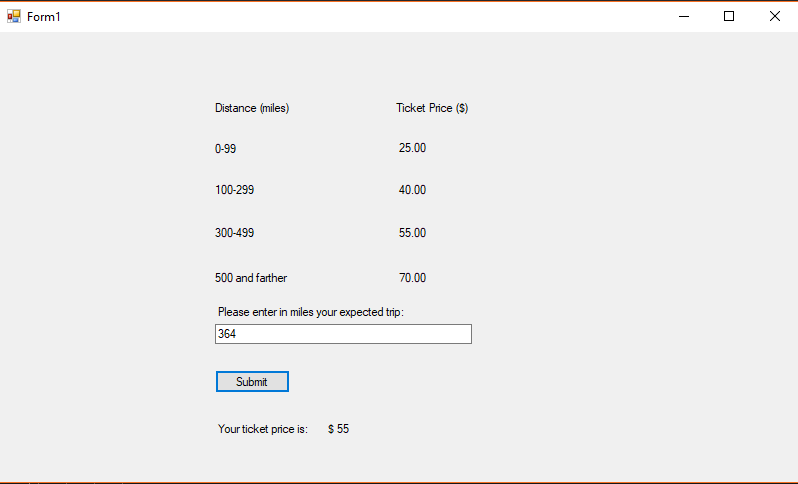 Form1
Distance (miles) Ticket Price ($)
0-99 25.00
100-299 40.00
300-499 55.00
500 and farther 70.00
Please enter in miles your expected trip:
364
Submit
Your ticket price is: $ 55